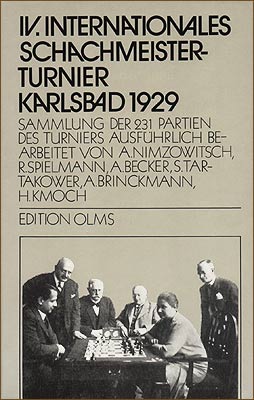 IV. INTERNATIONALES
SCHACHMEISTER-
TURNIER
KARLSBAD 1929
SAMMLUNG DER 231 PARTIEN
DES TURNIERS AUSFÜHRLICH BE-
ARBEITET VON A.NIMZOWITSCH,
R.SPIELMANN, A.BECKER, S.TAR-
TAKOWER, A.BRINCKMANN,
H.KMOCH
EDITION OLMS